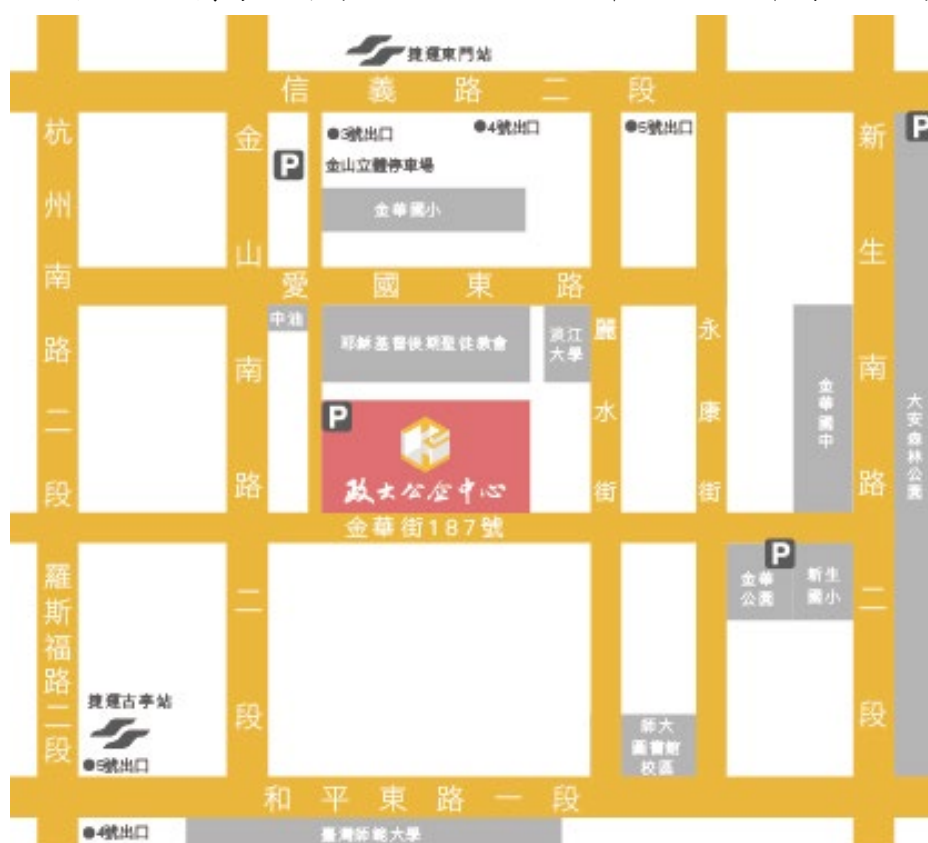 捷運東門站
信義路二段
杭州南路二段
金山南路二段
新生南路二段
P
●3號出口
●4號出口
●5號出口
P
金山立體停車場
金華國小
愛國東路
中油
耶穌基督後期聖徒教會
淡江
大學
麗水街
永康街
金華國中
大安森林公園
P
政大公企中心
金華街187號
羅斯福路二段
P
金華
公園
新生
國小
捷運古亭站
●5號出口
師大
圖書館
校區
和平東路一段
●4號出口
臺灣師範大學